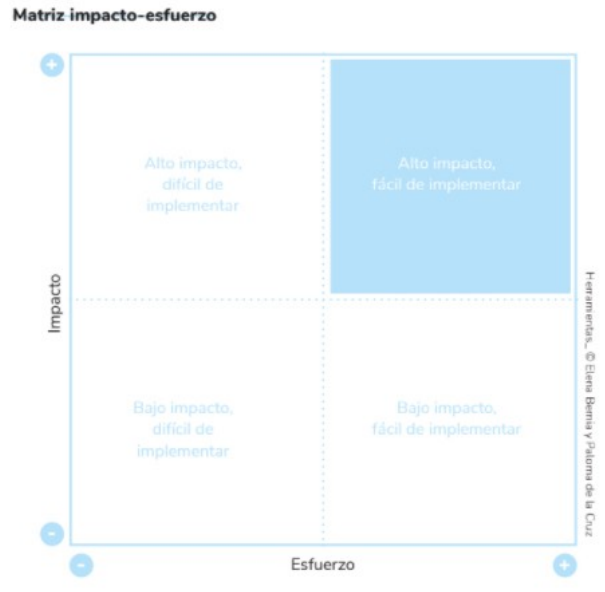 Matriz impacto-esfuerzo
+
Alto impacto,
difícil de
implementar
Alto impacto,
fácil de implementar
Impacto
Bajo impacto,
difícil de
implementar
Bajo impacto,
fácil de implementar
-
-
Esfuerzo
+
Herramientas_ © Elena Bernia y Paloma de la Cruz